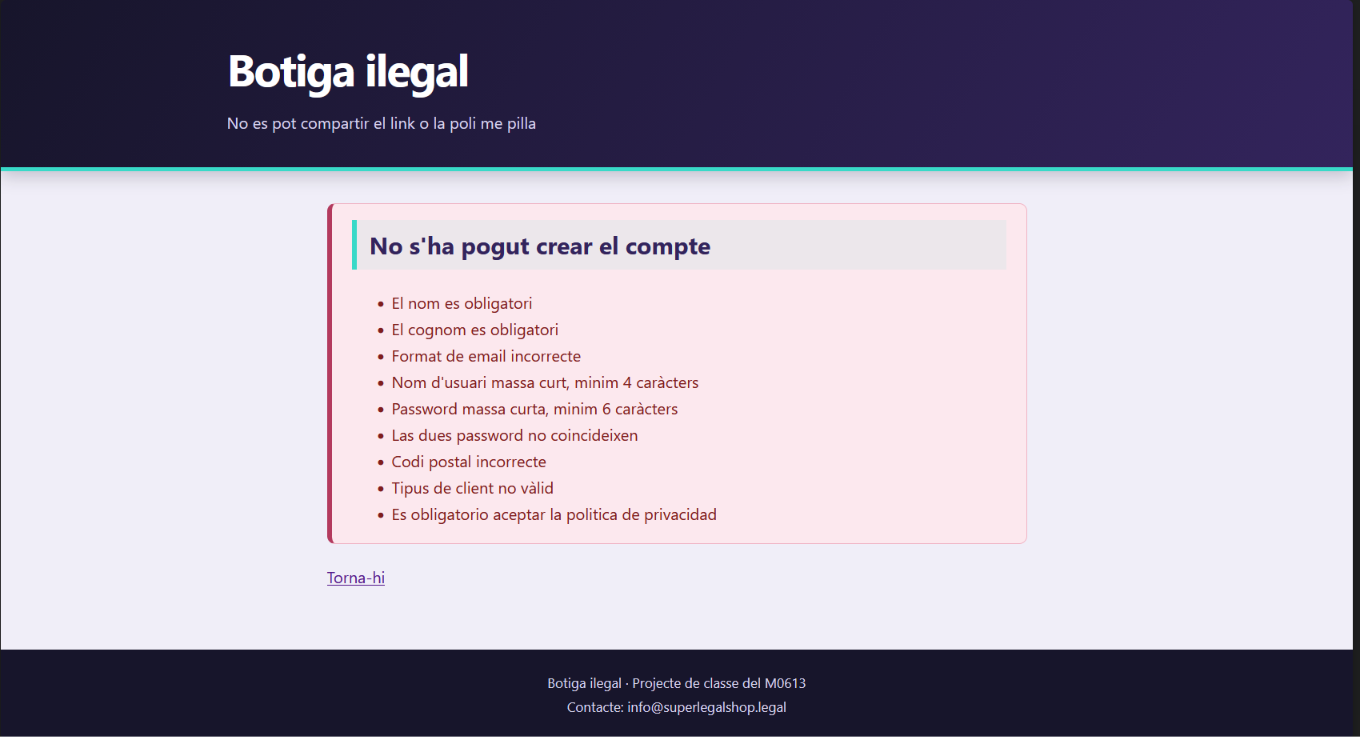 Botiga ilegal
No es pot compartir el link o la poli me pilla
No s'ha pogut crear el compte
El nom es obligatori
El cognom es obligatori
Format de email incorrecte
Nom d'usuari massa curt, minim 4 caràcters
Password massa curta, minim 6 caràcters
Las dues password no coincideixen
Codi postal incorrecte
Tipus de client no vàlid
Es obligatorio aceptar la politica de privacidad
Torna-hi
Botiga ilegal · Projecte de classe del M0613
Contacte: info@superlegalshop.legal